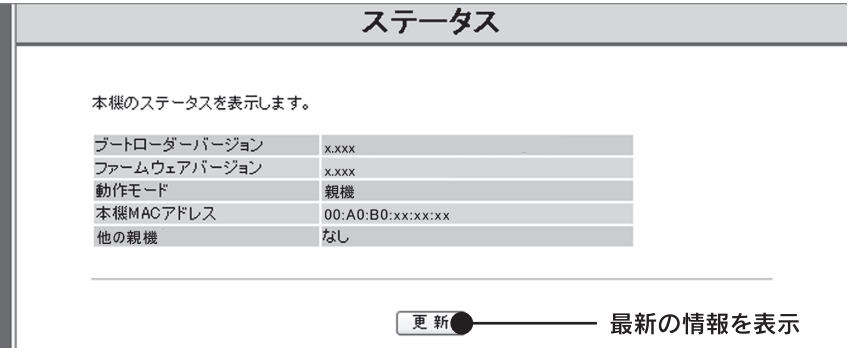 ステータス
本機のステータスを表示します。
ブートローダーバージョン x.xxx
ファームウェアバージョン x.xxx
動作モード 親機
本機MACアドレス 00:A0:B0:xx:xx:xx
他の親機 なし
更新 最新の情報を表示